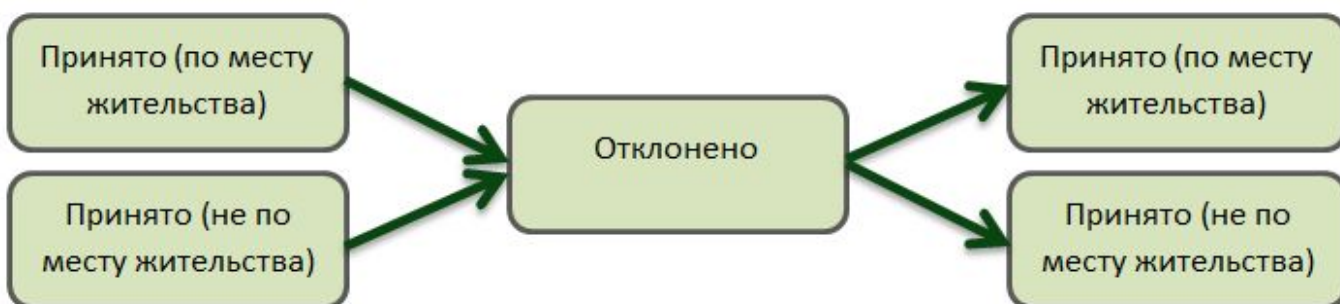 Принято (по месту
жительства)
Принято (не по
месту жительства)
Отклонено
Принято (по месту
жительства)
Принято (не по
месту жительства)